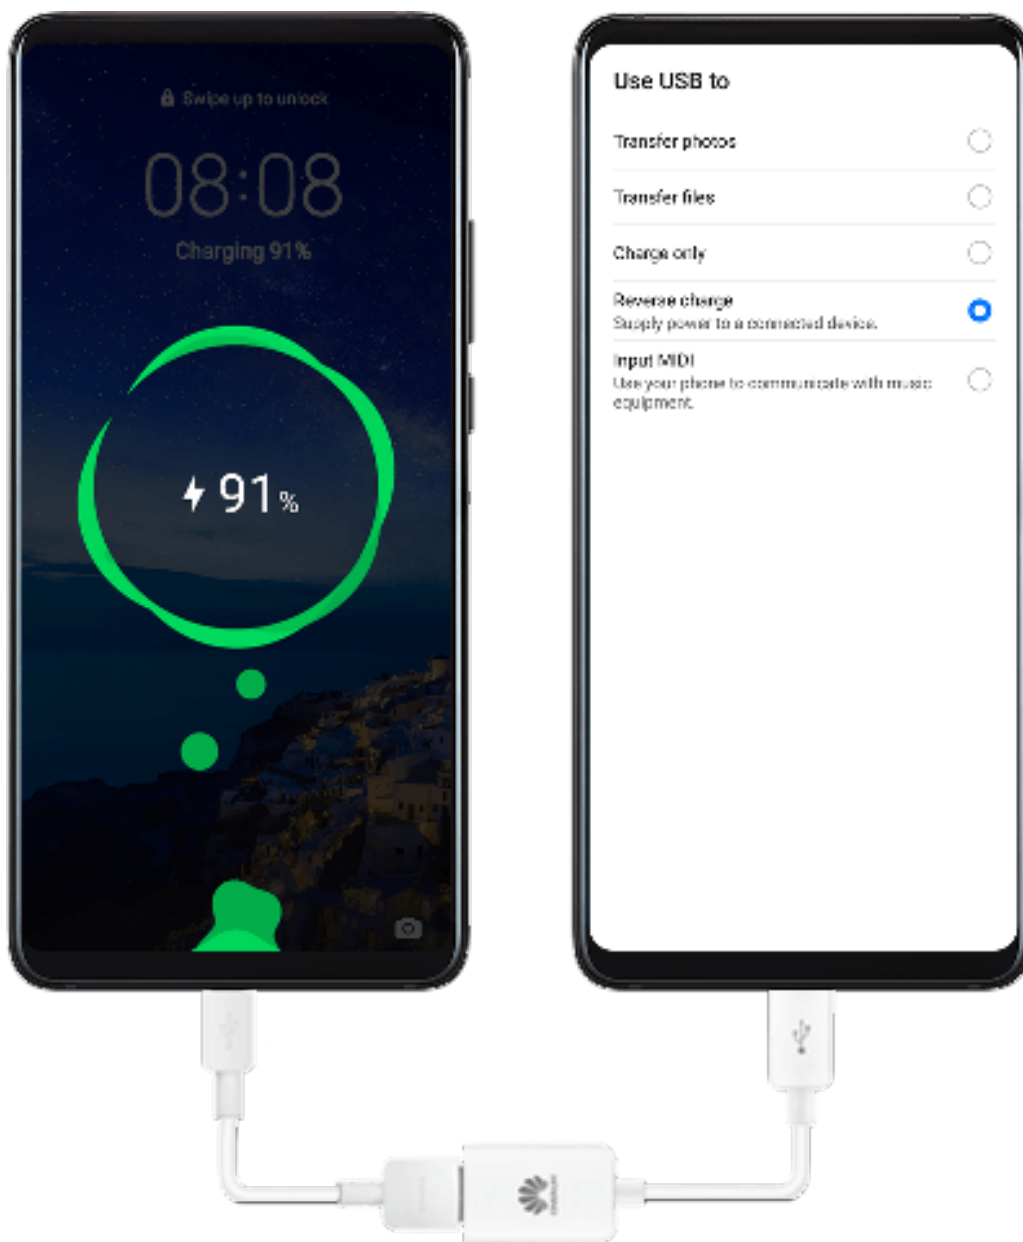 Swipe up to unlock
08:08
Charging 91%
91%
Use USB to
Transfer photos
Transfer files
Charge only
Reverse charge
Supply power to a connected device.
Input MIDI
Use your phone to communicate with music
equipment.